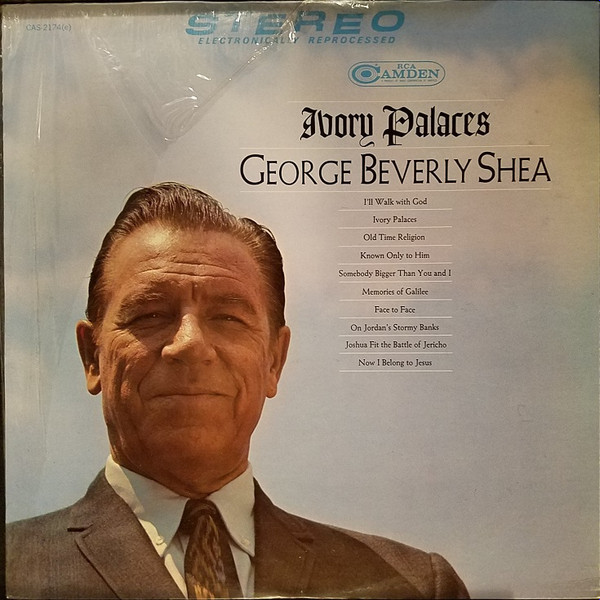 CAS-2174(e)
STEREO
ELECTRONICALLY REPROCESSED
RCA
CAMDEN
Ivory Palaces
GEORGE BEVERLY SHEA
I'll Walk with God
Ivory Palaces
Old Time Religion
Known Only to Him
Somebody Bigger Than You and I
Memories of Galilee
Face to Face
On Jordan's Stormy Banks
Joshua Fit the Battle of Jericho
Now I Belong to Jesus